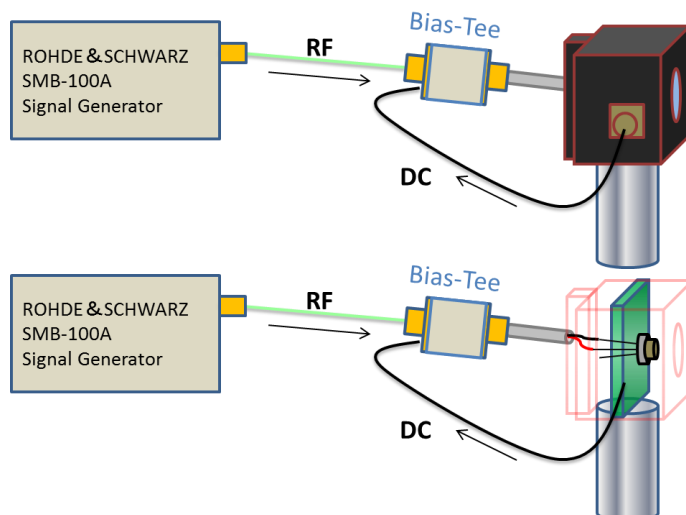 Bias-Tee
ROHDE & SCHWARZ
SMB-100A
Signal Generator
RF
DC
Bias-Tee
ROHDE & SCHWARZ
SMB-100A
Signal Generator
RF
DC